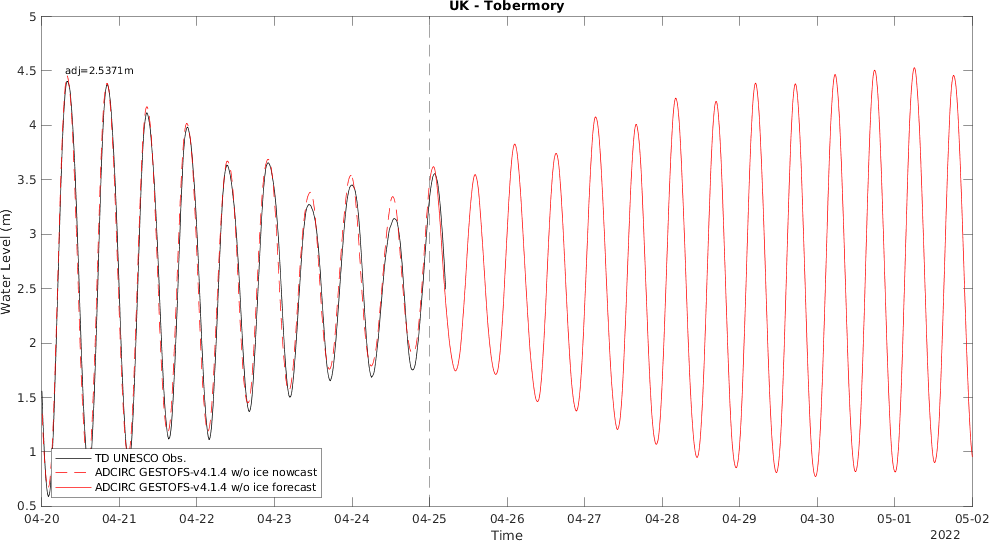 UK - Tobermory
adj=2.5371m
5
4.5
4
3.5
3
2.5
2
1.5
1
0.5
Water Level (m)
TD UNESCO Obs.
ADCIRC GESTOFS-v4.1.4 w/o ice nowcast
ADCIRC GESTOFS-v4.1.4 w/o ice forecast
04-20 04-21 04-22 04-23 04-24 04-25 04-26 04-27 04-28 04-29 04-30 05-01 05-02
Time
2022